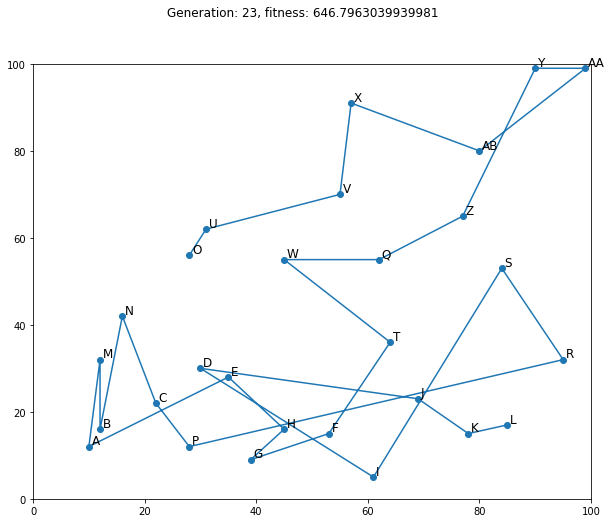 Generation: 23, fitness: 646.7963039939981
100
80
60
40
20
0
0 20 40 60 80 100
Y AA
X
AB
V
Z
U
O
W Q
S
N
T
M
R
D
E
C
J
B
H
L
A
P
F
K
G
I